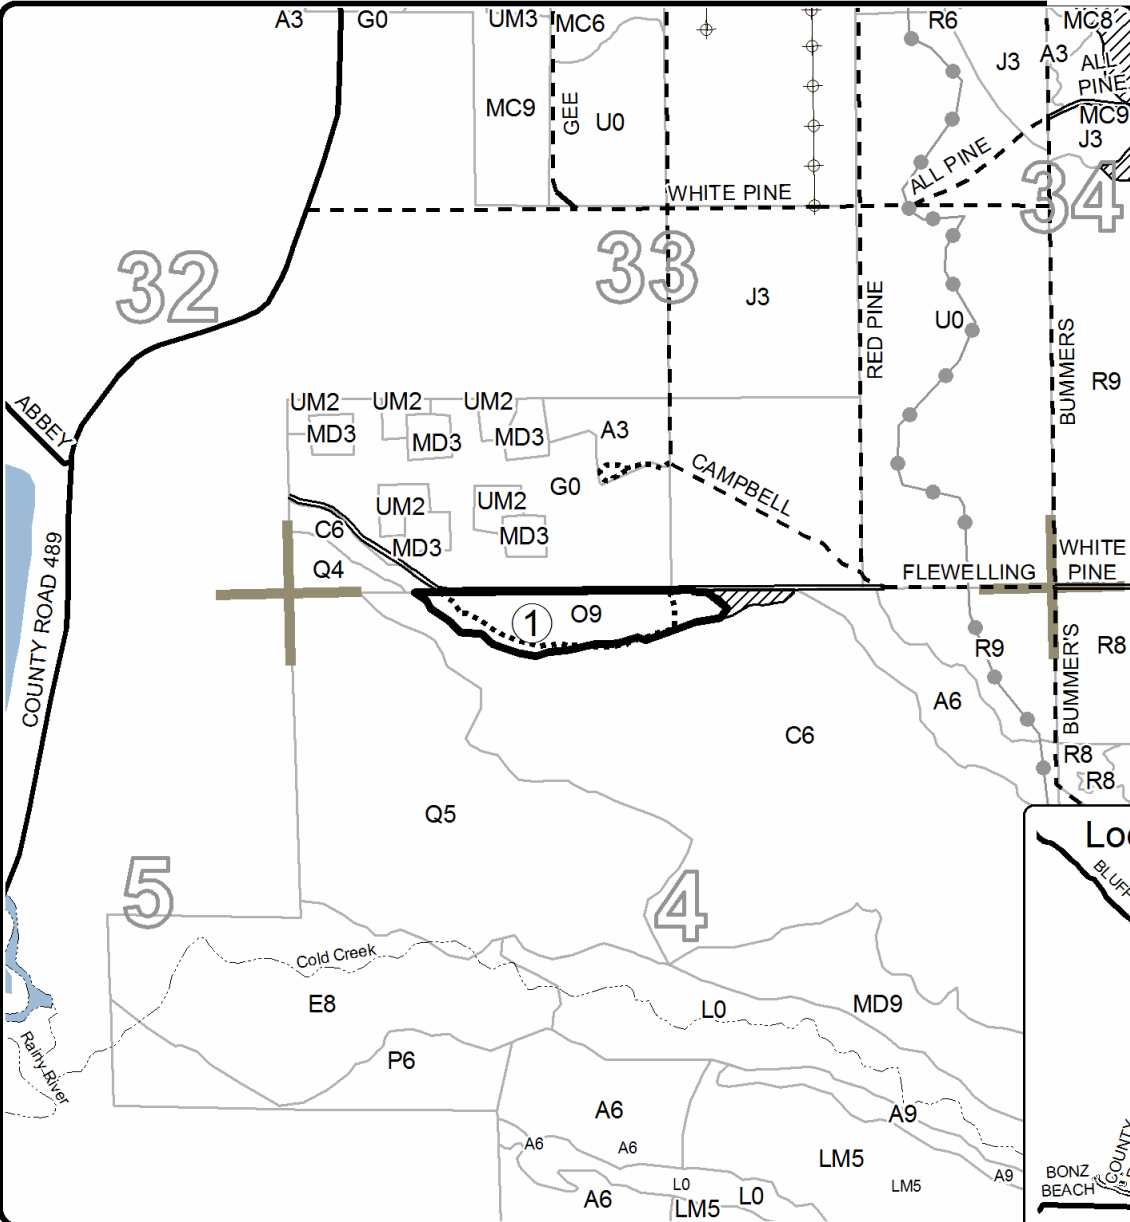 A3
G0
UM3
MC6
R6
MC8
J3
A3
ALL
PINE
MC9
GEE
U0
MC9
J3
ALL PINE
WHITE PINE
34
32
33
J3
U0
RED PINE
BUMMERS
R9
ABBEY
UM2
UM2
UM2
MD3
MD3
MD3
A3
CAMPBELL
G0
UM2
UM2
C6
MD3
MD3
Q4
COUNTY ROAD 489
WHITE
PINE
FLEWELLING
1
O9
R9
BUMMER'S
R8
A6
C6
R8
R8
Q5
BLUFF
5
4
Cold Creek
E8
L0
MD9
Rainy River
P6
A6
A9
A6
A6
LM5
A9
L0
LM5
A6
LM5
L0
BONZ
BEACH
COUNTY